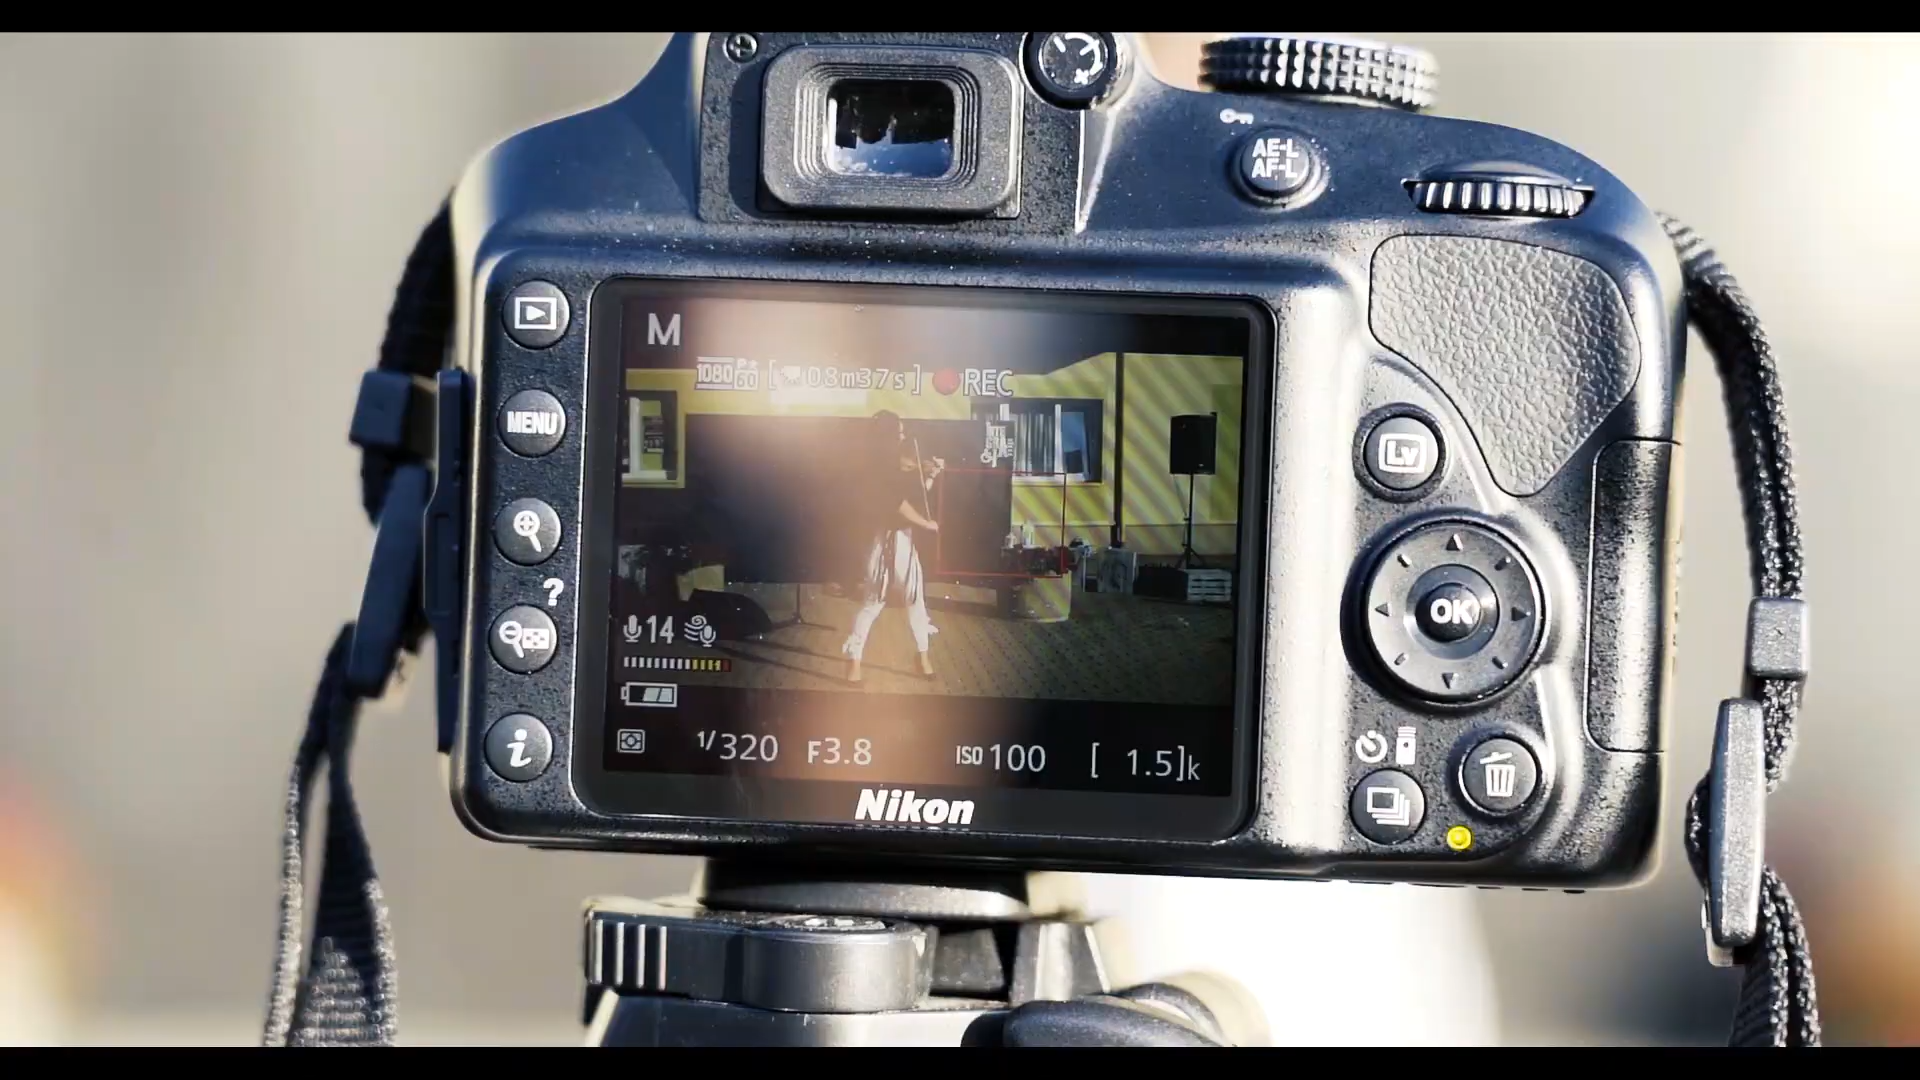 AE-L
AF-L
M
1080 60 [08m37s] REC
MENU
Lv
OK
?
14
1/320 F3.8 ISO 100 [ 1.5]k
i
Nikon